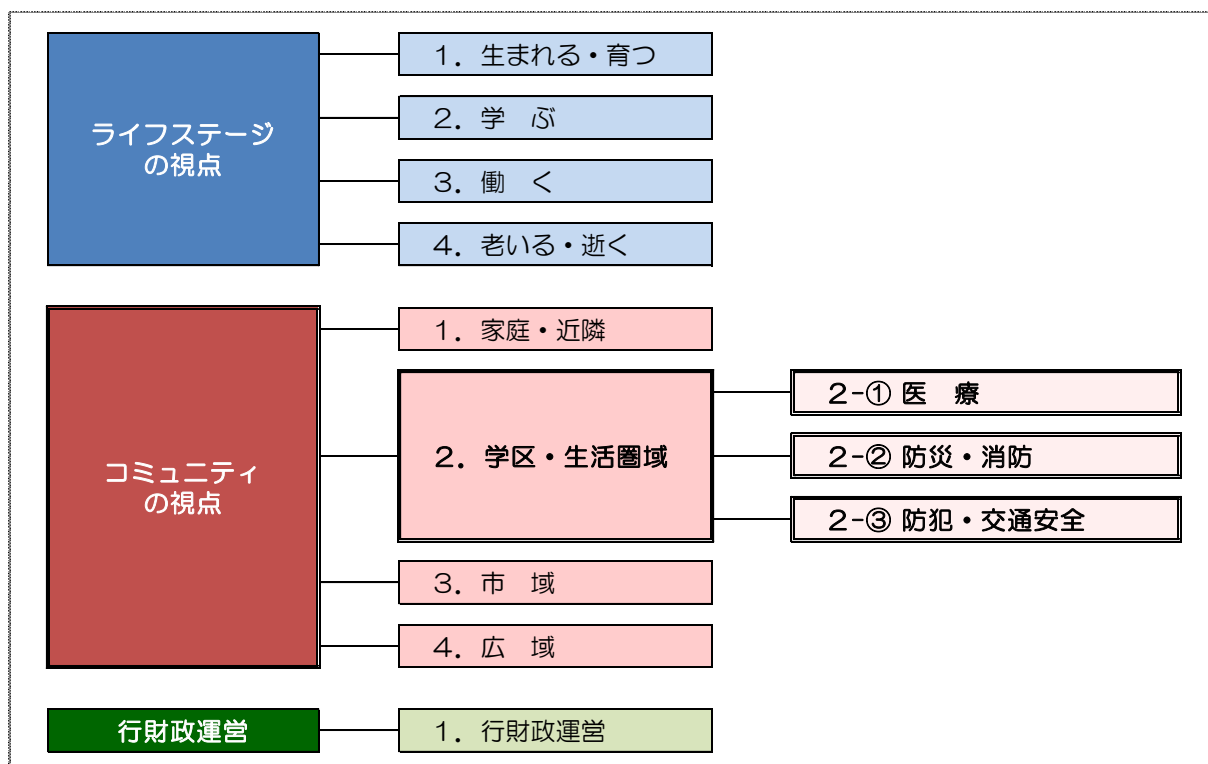 ライフステージ
の視点
１．生まれる・育つ
２．学　ぶ
３．働　く
４．老いる・逝く
コミュニティ
の視点
１．家庭・近隣
２．学区・生活圏域
２-① 医　療
２-② 防災・消防
２-③ 防犯・交通安全
３．市　域
４．広　域
行財政運営
１．行財政運営